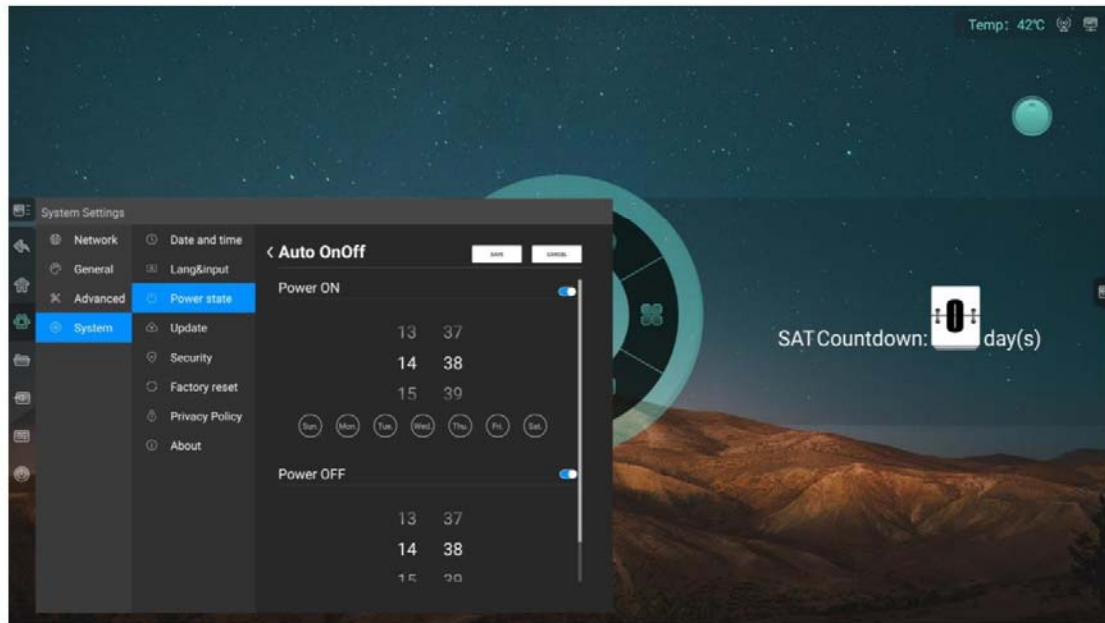 Temp: 42℃
System Settings
Network
General
Advanced
System
Date and time
Lang&input
Power state
Update
Security
Factory reset
Privacy Policy
About
< Auto OnOff
SAVE
CANCEL
Power ON
13 37
14 38
15 39
Sun. Mon. Tue. Wed. Thu. Fri. Sat.
Power OFF
13 37
14 38
15 39
SAT Countdown: 0 day(s)